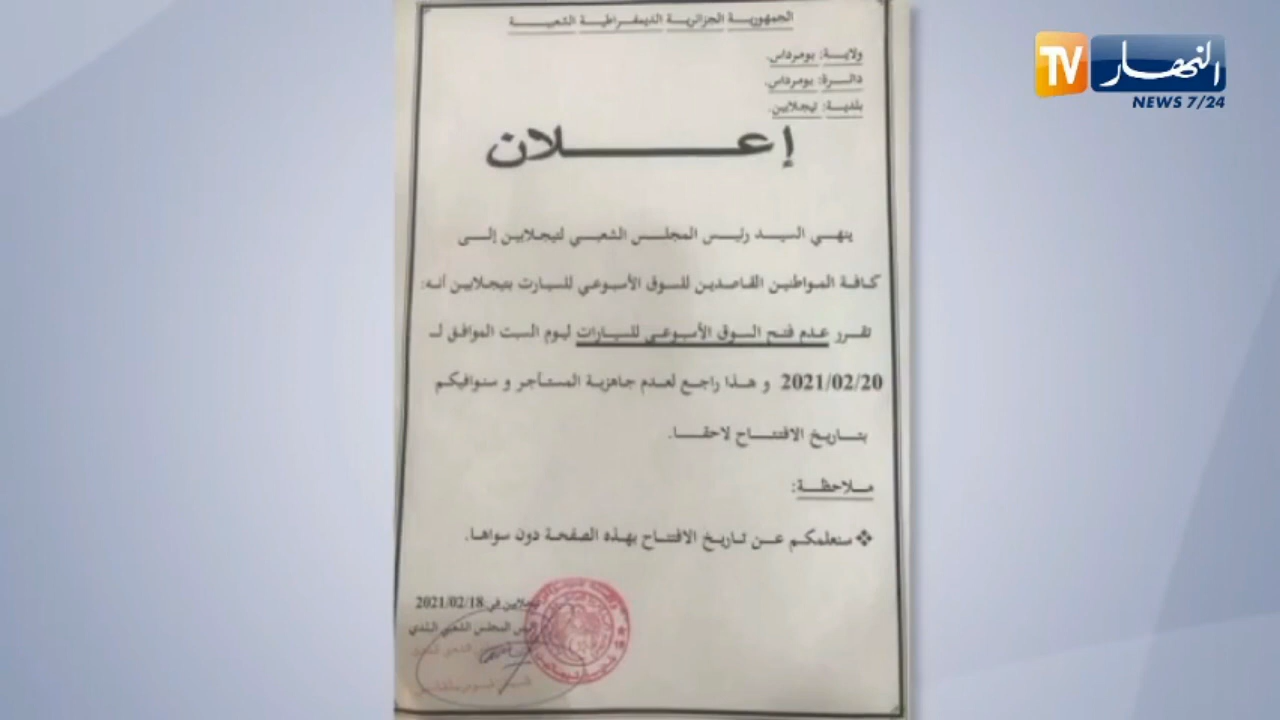 النهار TV
NEWS 7/24
الجمهورية الجزائرية الديمقراطية الشعبية
ولاية: بومرداس.
دائرة: بومرداس.
بلدية: تيجلابين.
إعلان
ينهي السيد رئيس المجلس الشعبي لتيجلابين إلى
كافة المواطنين القاصدين للسوق الأسبوعي للسيارت بتيجلابين أنه:
تقرر عدم فتح السوق الأسبوعي للسيارات ليوم السبت الموافق لـ
2021/02/20 و هذا راجع لعدم جاهزية المستأجر و سنوافيكم
بتاريخ الافتتاح لاحقا.
ملاحظة:
❖ سنعلمكم عن تاريخ الافتتاح بهذه الصفحة دون سواها.
تيجلابين في: 2021/02/18
رئيس المجلس الشعبي البلدي